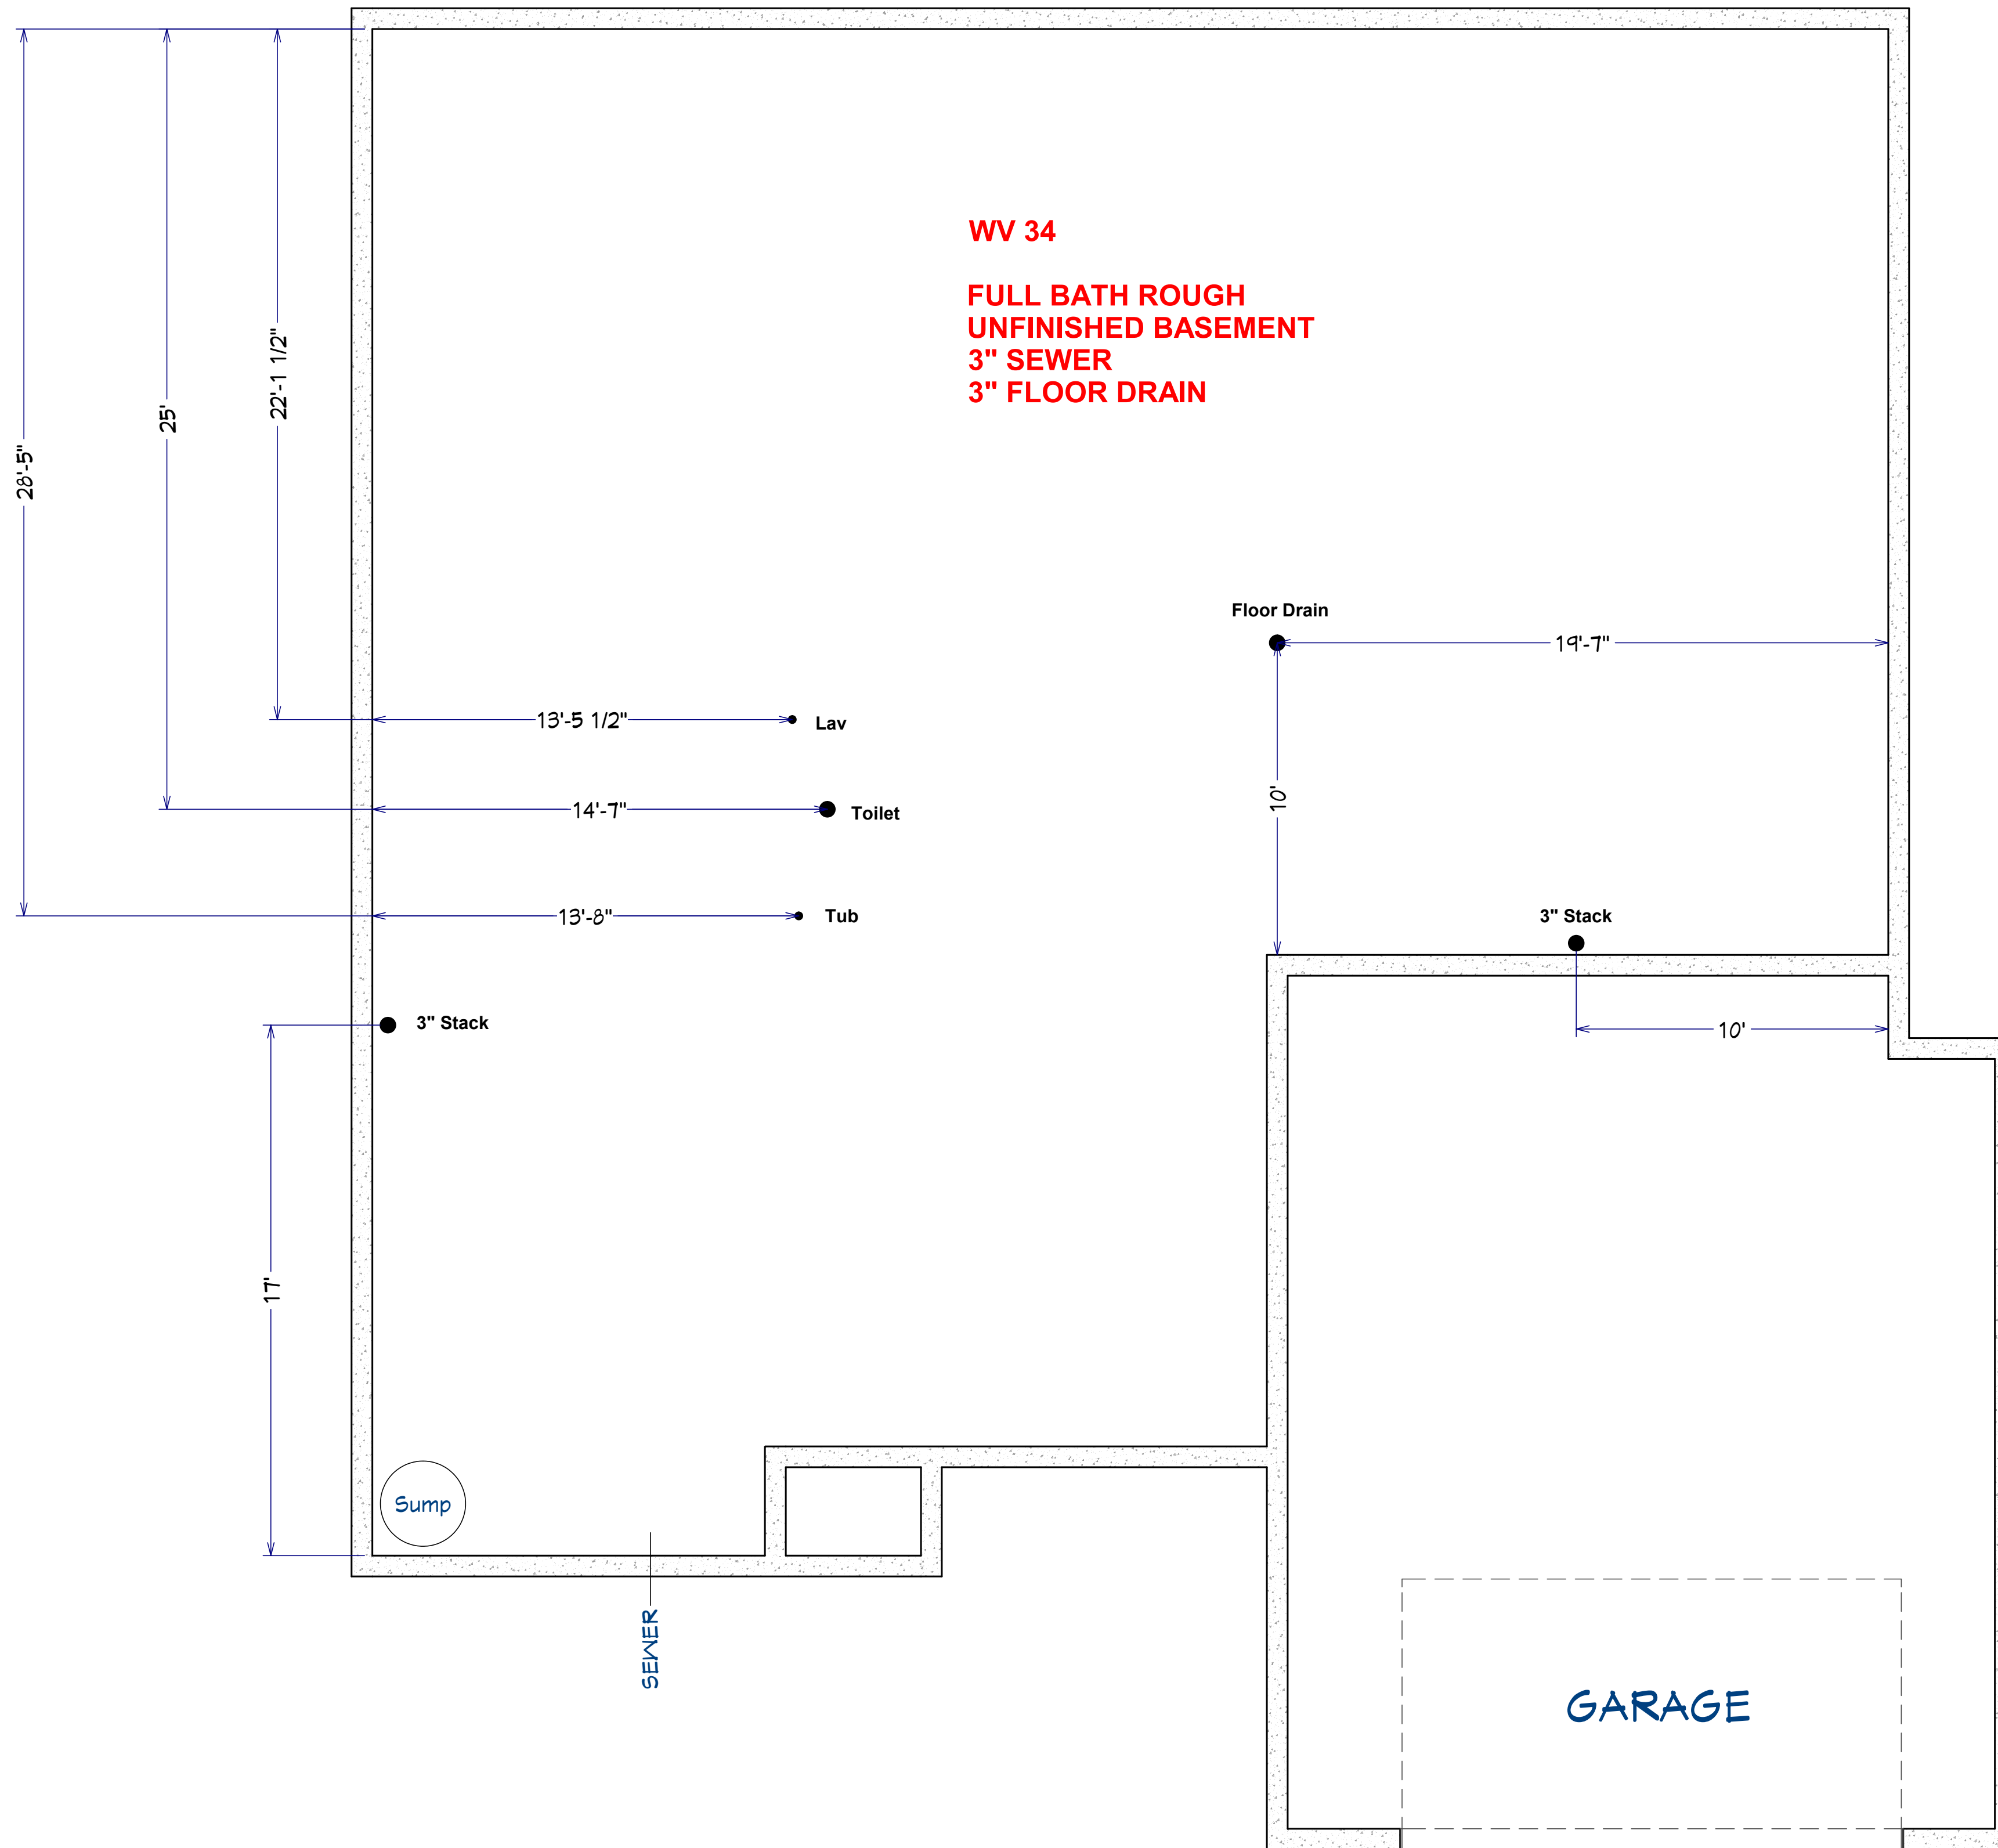 WV 34
FULL BATH ROUGH
UNFINISHED BASEMENT
3" SEWER
3" FLOOR DRAIN
22'-1 1/2"
25'
28'-5"
Floor Drain
19'-7"
13'-5 1/2"
Lav
10'
14'-7"
Toilet
13'-8"
Tub
3" Stack
3" Stack
10'
17'
Sump
SEWER
GARAGE